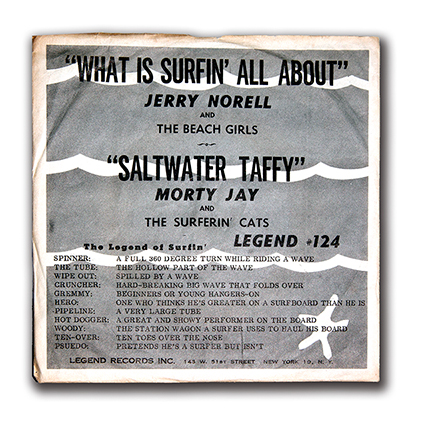 "WHAT IS SURFIN' ALL ABOUT"
JERRY NORELL
AND
THE BEACH GIRLS
"SALTWATER TAFFY"
MORTY JAY
AND
THE SURFERIN' CATS
LEGEND #124
The Legend of Surfin'
SPINNER: A FULL 360 DEGREE TURN WHILE RIDING A WAVE
THE TUBE: THE HOLLOW PART OF THE WAVE
WIPE OUT: SPILLED BY A WAVE
CRUNCHER: HARD-BREAKING BIG WAVE THAT FOLDS OVER
GREMMY: BEGINNERS OR YOUNG HANGERS-ON
HERO: ONE WHO THINKS HE'S GREATER ON A SURFBOARD THAN HE IS
PIPELINE: A VERY LARGE TUBE
HOT DOGGER: A GREAT AND SHOWY PERFORMER ON THE BOARD
WOODY: THE STATION WAGON A SURFER USES TO HAUL HIS BOARD
TEN-OVER: TEN TOES OVER THE NOSE
PSUEDO: PRETENDS HE'S A SURFER BUT ISN'T
LEGEND RECORDS INC. 143 W. 51st STREET NEW YORK 19, N. Y.